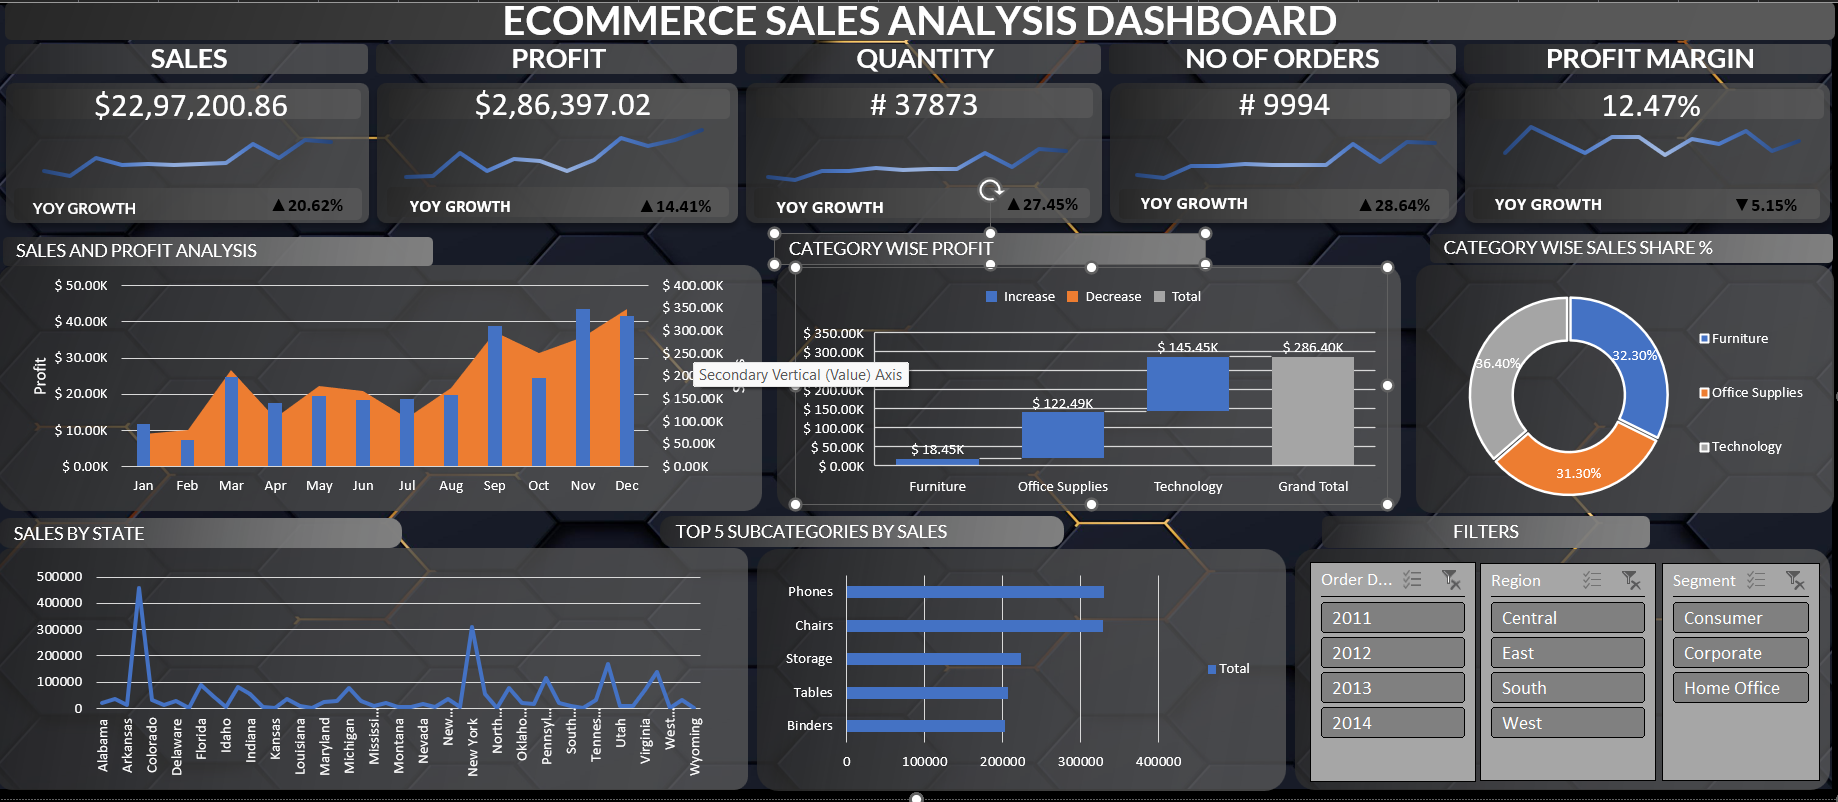 ECOMMERCE SALES ANALYSIS DASHBOARD
SALES
PROFIT
QUANTITY
NO OF ORDERS
PROFIT MARGIN
$22,97,200.86
$2,86,397.02
# 37873
# 9994
12.47%
YOY GROWTH
▲20.62%
YOY GROWTH
▲14.41%
YOY GROWTH
▲27.45%
YOY GROWTH
▲28.64%
YOY GROWTH
▼5.15%
SALES AND PROFIT ANALYSIS
Profit
$ 50.00K
$ 40.00K
$ 30.00K
$ 20.00K
$ 10.00K
$ 0.00K
$ 400.00K
$ 350.00K
$ 300.00K
$ 250.00K
$ 200
$ 150.00K
$ 100.00K
$ 50.00K
$ 0.00K
Jan
Feb
Mar
Apr
May
Jun
Jul
Aug
Sep
Oct
Nov
Dec
Secondary Vertical (Value) Axis
CATEGORY WISE PROFIT
Increase
Decrease
Total
$ 350.00K
$ 300.00K
$ 200.00K
$ 150.00K
$ 100.00K
$ 50.00K
$ 0.00K
$ 18.45K
$ 122.49K
$ 145.45K
$ 286.40K
Furniture
Office Supplies
Technology
Grand Total
CATEGORY WISE SALES SHARE %
32.30%
31.30%
36.40%
Furniture
Office Supplies
Technology
SALES BY STATE
500000
400000
300000
200000
100000
0
Alabama
Arkansas
Colorado
Delaware
Florida
Idaho
Indiana
Kansas
Louisiana
Maryland
Michigan
Mississi...
Montana
Nevada
New...
New York
North...
Oklaho...
Pennsyl...
South...
Tennes...
Utah
Virginia
West...
Wyoming
TOP 5 SUBCATEGORIES BY SALES
Phones
Chairs
Storage
Tables
Binders
0
100000
200000
300000
400000
Total
FILTERS
Order D...
2011
2012
2013
2014
Region
Central
East
South
West
Segment
Consumer
Corporate
Home Office